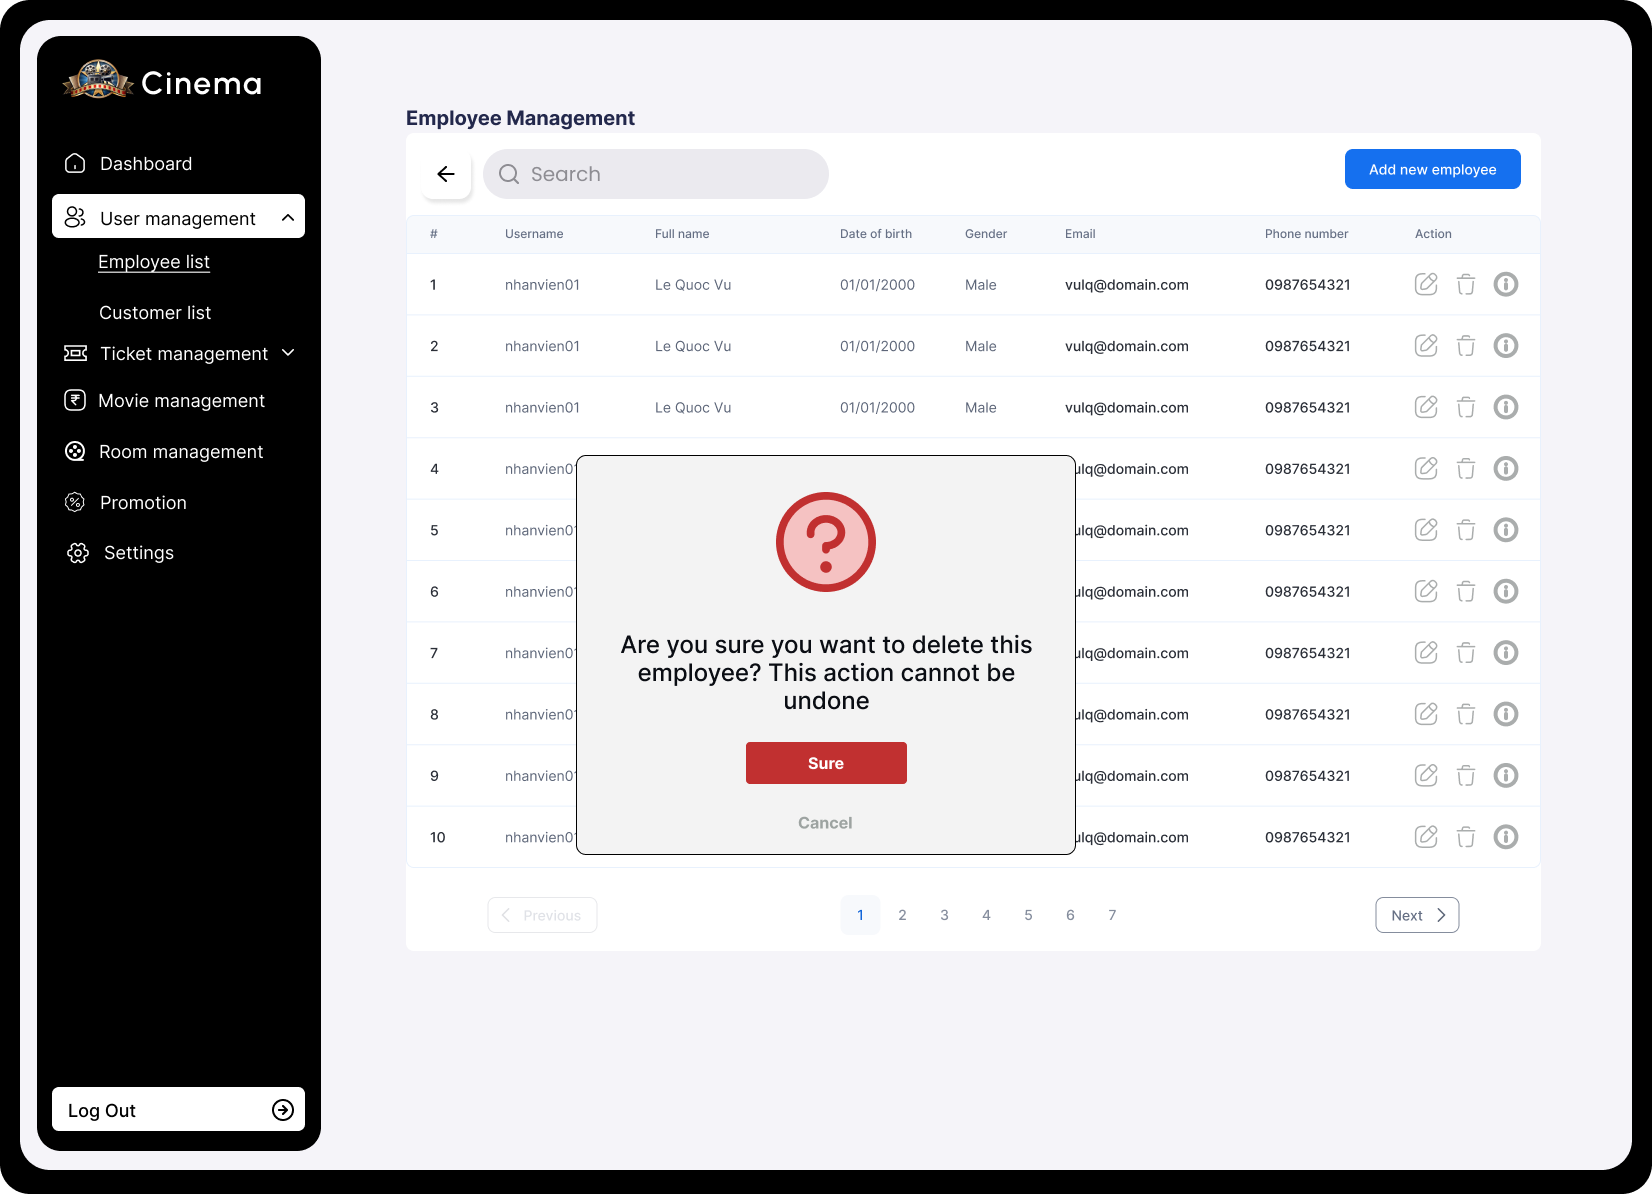 Cinema
Dashboard
User management
Employee list
Customer list
Ticket management
Movie management
Room management
Promotion
Settings
Log Out
Employee Management
Search
Add new employee
# Username Full name Date of birth Gender Email Phone number Action
1 nhanvien01 Le Quoc Vu 01/01/2000 Male vulq@domain.com 0987654321
2 nhanvien01 Le Quoc Vu 01/01/2000 Male vulq@domain.com 0987654321
3 nhanvien01 Le Quoc Vu 01/01/2000 Male vulq@domain.com 0987654321
4 nhanvien01 ulq@domain.com 0987654321
5 nhanvien01 ulq@domain.com 0987654321
6 nhanvien01 ulq@domain.com 0987654321
7 nhanvien01 ulq@domain.com 0987654321
8 nhanvien01 ulq@domain.com 0987654321
9 nhanvien01 ulq@domain.com 0987654321
10 nhanvien01 ulq@domain.com 0987654321
Are you sure you want to delete this
employee? This action cannot be
undone
Sure
Cancel
Previous 1 2 3 4 5 6 7 Next